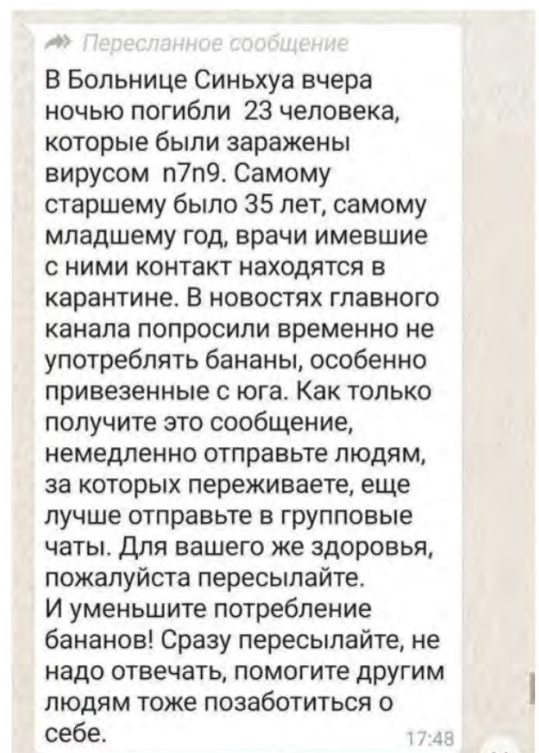 Пересланное сообщение
В Больнице Синьхуа вчера
ночью погибли 23 человека,
которые были заражены
вирусом n7n9. Самому
старшему было 35 лет, самому
младшему год, врачи имевшие
с ними контакт находятся в
карантине. В новостях главного
канала попросили временно не
употреблять бананы, особенно
привезенные с юга. Как только
получите это сообщение,
немедленно отправьте людям,
за которых переживаете, еще
лучше отправьте в групповые
чаты. Для вашего же здоровья,
пожалуйста пересылайте.
И уменьшите потребление
бананов! Сразу пересылайте, не
надо отвечать, помогите другим
людям тоже позаботиться о
себе.
17:48